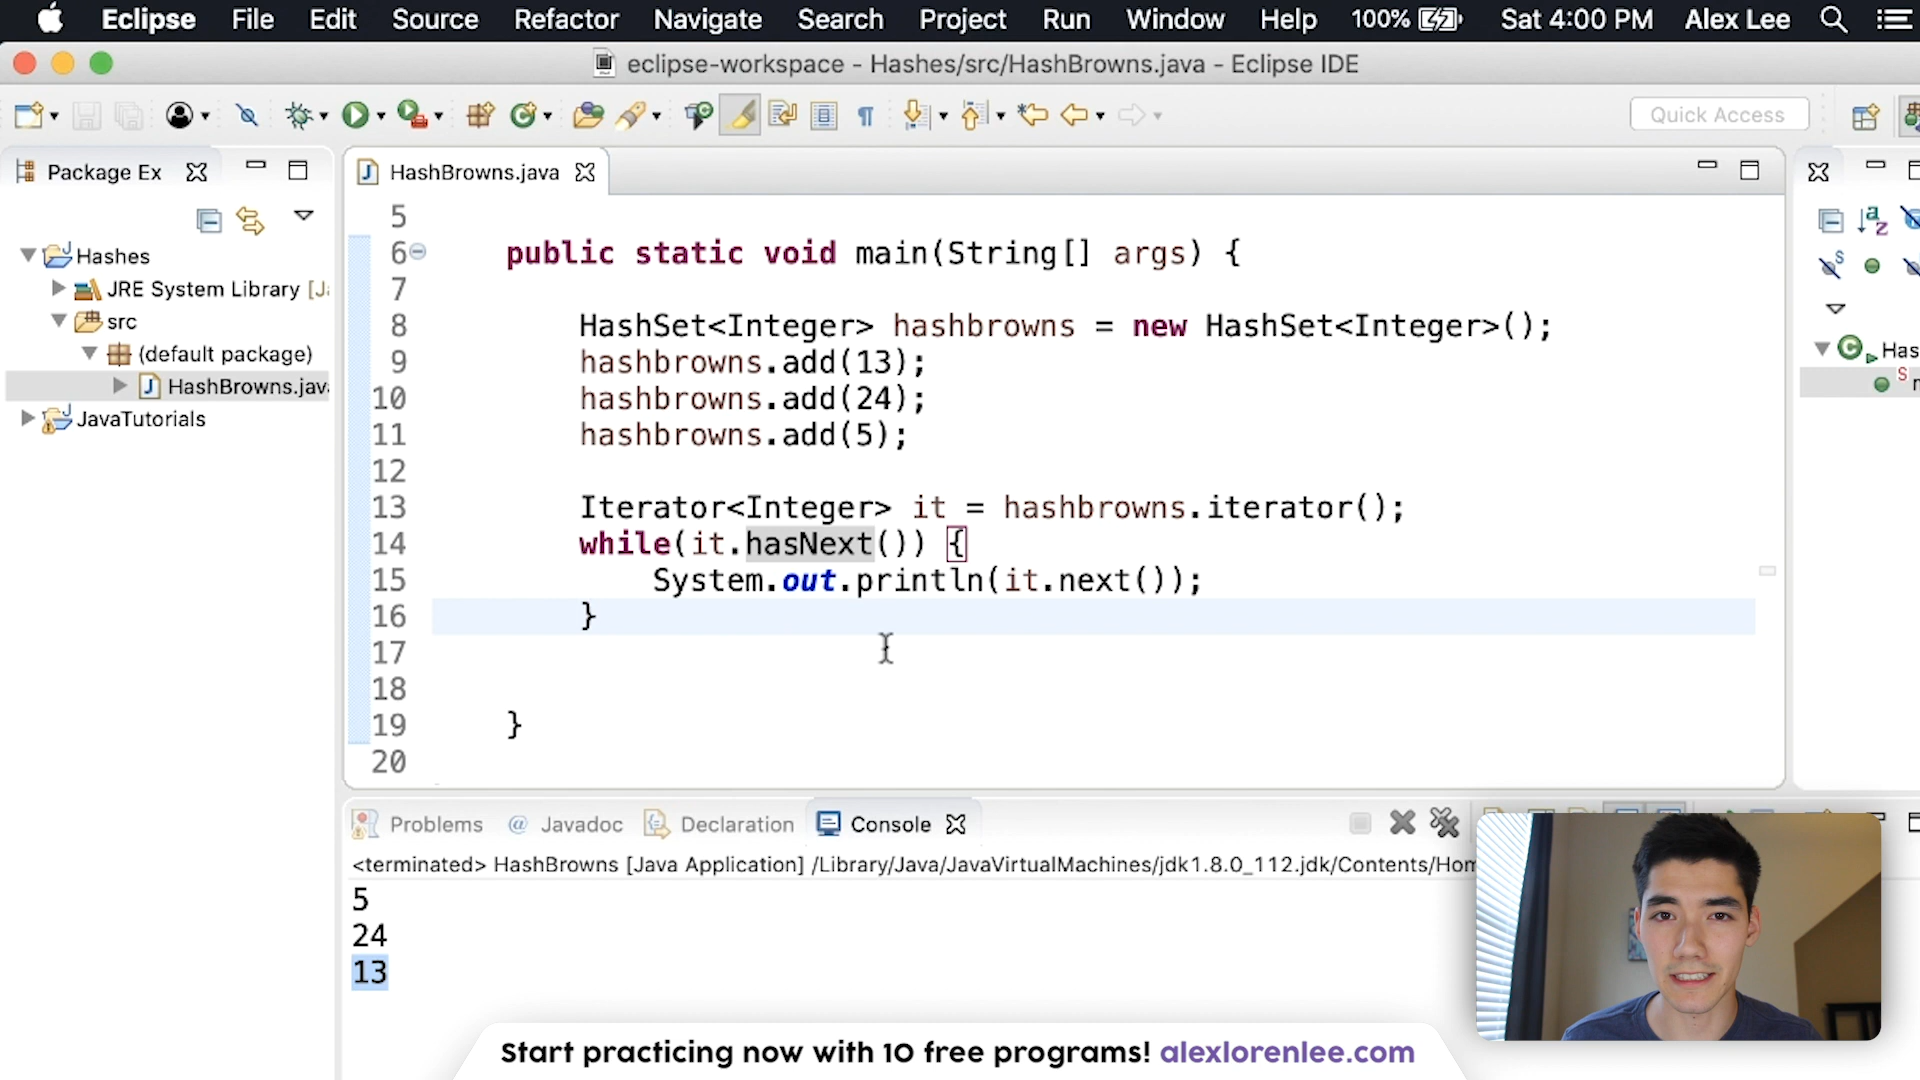 Eclipse File Edit Source Refactor Navigate Search Project Run Window Help 100% Sat 4:00 PM Alex Lee
eclipse-workspace - Hashes/src/HashBrowns.java - Eclipse IDE
Quick Access
Package Ex
Hashes
JRE System Library [Ja
src
(default package)
HashBrowns.jav
JavaTutorials
HashBrowns.java
5
6 public static void main(String[] args) {
7
8 HashSet<Integer> hashbrowns = new HashSet<Integer>();
9 hashbrowns.add(13);
10 hashbrowns.add(24);
11 hashbrowns.add(5);
12
13 Iterator<Integer> it = hashbrowns.iterator();
14 while(it.hasNext()) {
15 System.out.println(it.next());
16 }
17
18
19 }
20
Has
Problems @ Javadoc Declaration Console
<terminated> HashBrowns [Java Application] /Library/Java/JavaVirtualMachines/jdk1.8.0_112.jdk/Contents/Hom
5
24
13
Start practicing now with 10 free programs! alexlorenlee.com